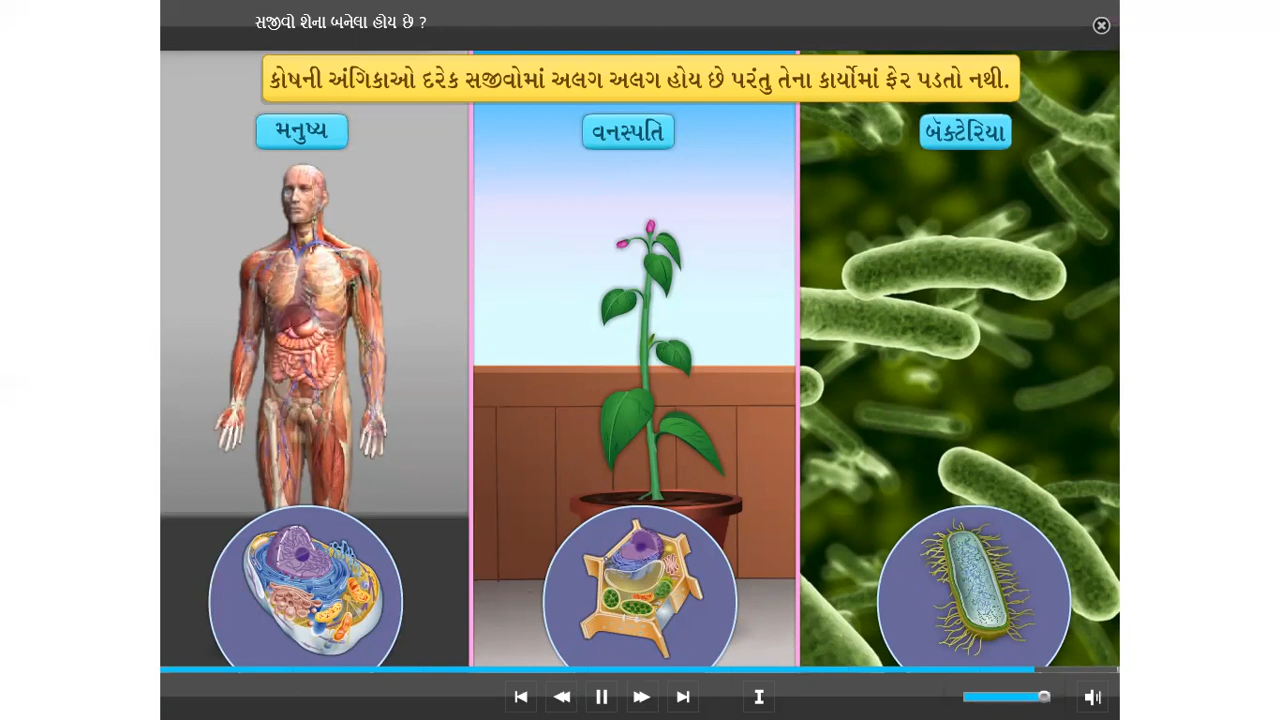 સજીવો શેના બનેલા હોય છે ?
કોષની અંગિકાઓ દરેક સજીવોમાં અલગ અલગ હોય છે પરંતુ તેના કાર્યોમાં ફેર પડતો નથી.
મનુષ્ય
વનસ્પતિ
બૅક્ટેરિયા